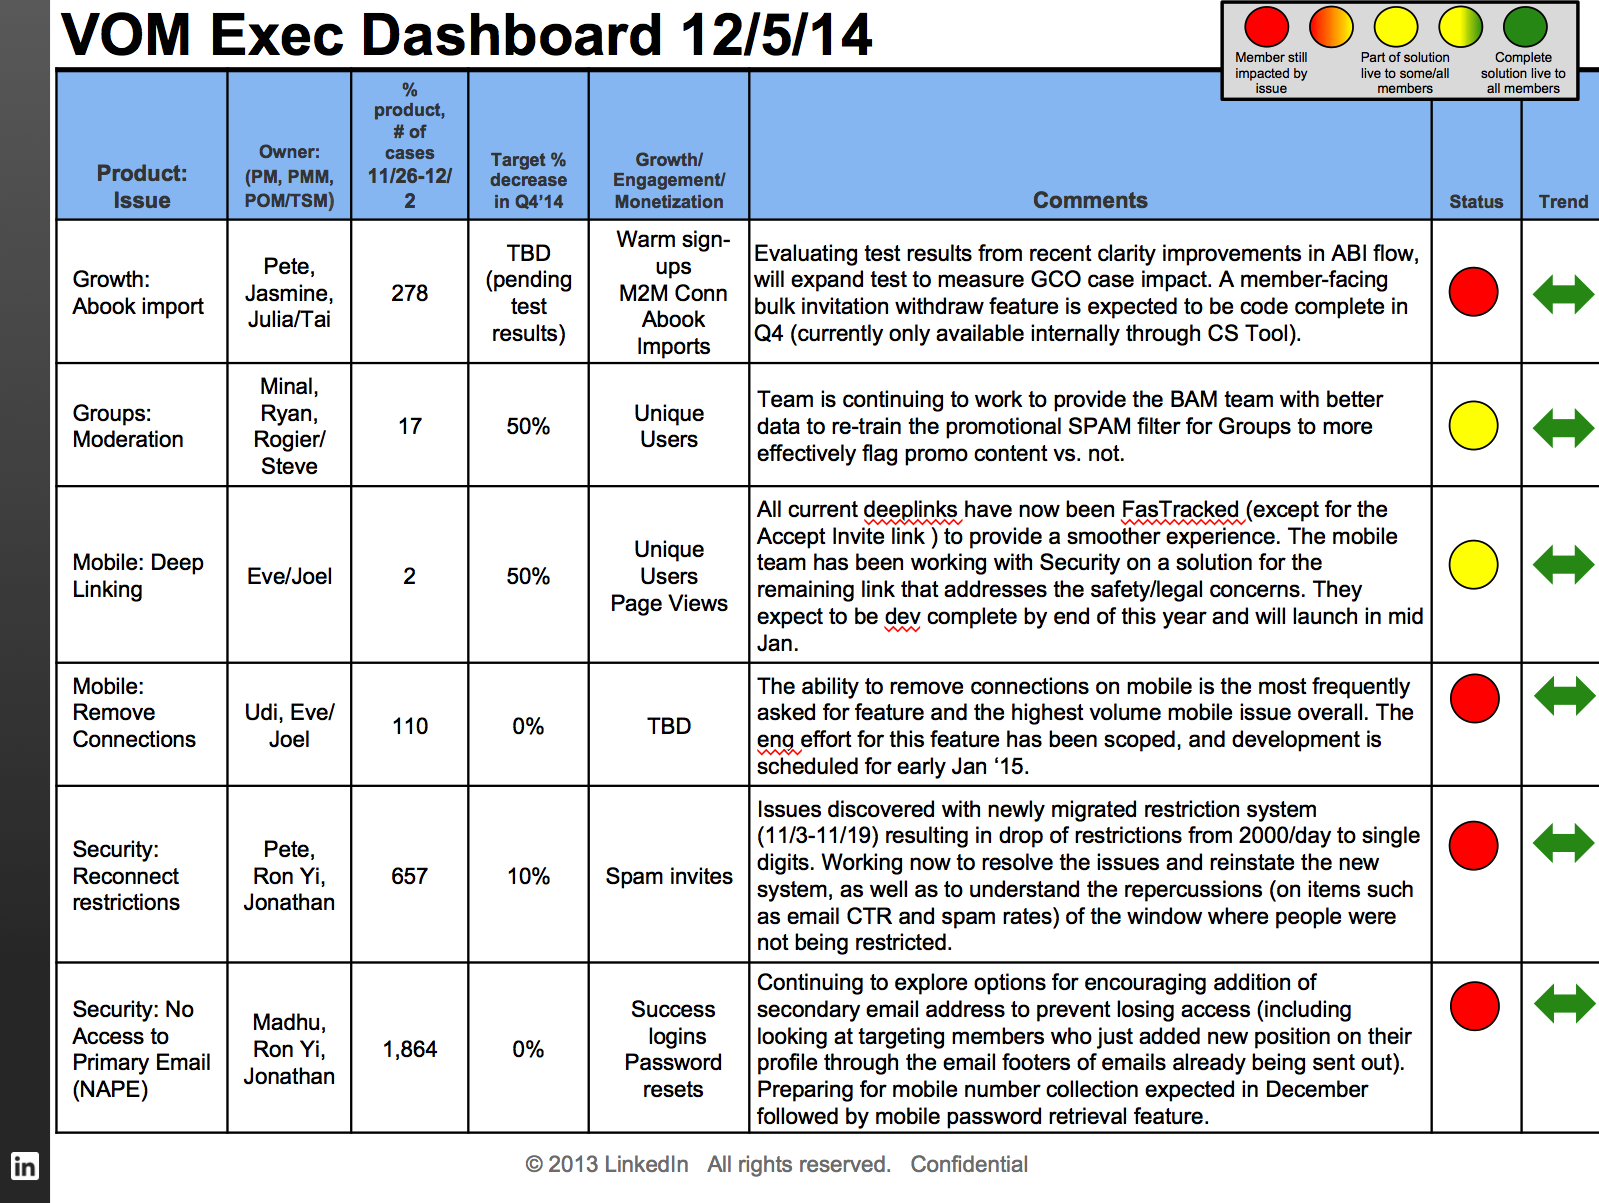 VOM Exec Dashboard 12/5/14
Member still
impacted by
issue
Part of solution
live to some/all
members
Complete
solution live to
all members
Product:
Issue
Owner:
(PM, PMM,
POM/TSM)
%
product,
# of
cases
11/26-12/
2
Target %
decrease
in Q4’14
Growth/
Engagement/
Monetization
Comments
Status
Trend
Growth:
Abook import
Pete,
Jasmine,
Julia/Tai
278
TBD
(pending
test
results)
Warm sign-
ups
M2M Conn
Abook
Imports
Evaluating test results from recent clarity improvements in ABI flow,
will expand test to measure GCO case impact. A member-facing
bulk invitation withdraw feature is expected to be code complete in
Q4 (currently only available internally through CS Tool).
Groups:
Moderation
Minal,
Ryan,
Rogier/
Steve
17
50%
Unique
Users
Team is continuing to work to provide the BAM team with better
data to re-train the promotional SPAM filter for Groups to more
effectively flag promo content vs. not.
Mobile: Deep
Linking
Eve/Joel
2
50%
Unique
Users
Page Views
All current deeplinks have now been FasTracked (except for the
Accept Invite link ) to provide a smoother experience. The mobile
team has been working with Security on a solution for the
remaining link that addresses the safety/legal concerns. They
expect to be dev complete by end of this year and will launch in mid
Jan.
Mobile:
Remove
Connections
Udi, Eve/
Joel
110
0%
TBD
The ability to remove connections on mobile is the most frequently
asked for feature and the highest volume mobile issue overall. The
eng effort for this feature has been scoped, and development is
scheduled for early Jan ‘15.
Security:
Reconnect
restrictions
Pete,
Ron Yi,
Jonathan
657
10%
Spam invites
Issues discovered with newly migrated restriction system
(11/3-11/19) resulting in drop of restrictions from 2000/day to single
digits. Working now to resolve the issues and reinstate the new
system, as well as to understand the repercussions (on items such
as email CTR and spam rates) of the window where people were
not being restricted.
Security: No
Access to
Primary Email
(NAPE)
Madhu,
Ron Yi,
Jonathan
1,864
0%
Success
logins
Password
resets
Continuing to explore options for encouraging addition of
secondary email address to prevent losing access (including
looking at targeting members who just added new position on their
profile through the email footers of emails already being sent out).
Preparing for mobile number collection expected in December
followed by mobile password retrieval feature.
in
© 2013 LinkedIn All rights reserved. Confidential